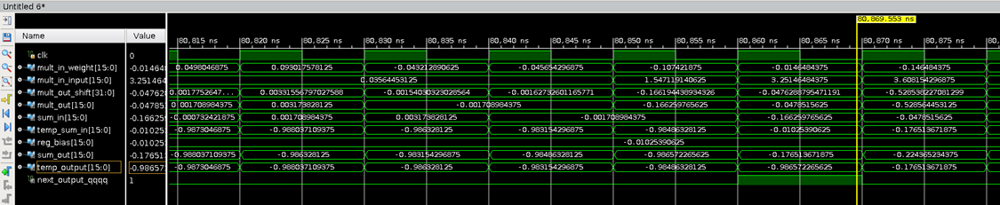 Untitled 6*
80,869.553 ns
Name Value 80,815 ns 80,820 ns 80,825 ns 80,830 ns 80,835 ns 80,840 ns 80,845 ns 80,850 ns 80,855 ns 80,860 ns 80,865 ns 80,870 ns 80,875 ns 80,
clk 0
mult_in_weight[15:0] -0.01464 0.0498046875 0.093017578125 -0.043212890625 -0.045654296875 -0.107421875 -0.0146484375 -0.146484375
mult_in_input[15:0] 3.251464 0.03564453125 1.547119140625 3.25146484375 3.608154296875
mult_out_shift[31:0] -0.04762 0.0017752647... 0.00331556797027588 -0.00154030323028564 -0.00162732601165771 -0.166194438934326 -0.0476288795471191 -0.528538227081299
mult_out[15:0] -0.04785 0.001708984375 0.003173828125 -0.001708984375 -0.166259765625 -0.0478515625 -0.528564453125
sum_in[15:0] -0.16625 -0.000732421875 0.001708984375 0.003173828125 -0.001708984375 -0.166259765625 -0.0478515625
temp_sum_in[15:0] -0.01025 -0.9873046875 -0.988037109375 -0.986328125 -0.983154296875 -0.98486328125 -0.01025390625 -0.176513671875
reg_bias[15:0] -0.01025 -0.01025390625
sum_out[15:0] -0.17651 -0.988037109375 -0.986328125 -0.983154296875 -0.98486328125 -0.986572265625 -0.176513671875 -0.224365234375
temp_output[15:0] -0.98657 -0.9873046875 -0.988037109375 -0.986328125 -0.983154296875 -0.98486328125 -0.986572265625 -0.176513671875
next_output_qqqq 1